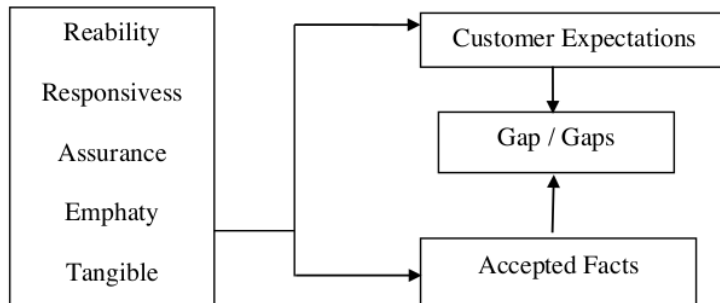 Reability
Responsivess
Assurance
Emphaty
Tangible
Customer Expectations
Gap / Gaps
Accepted Facts